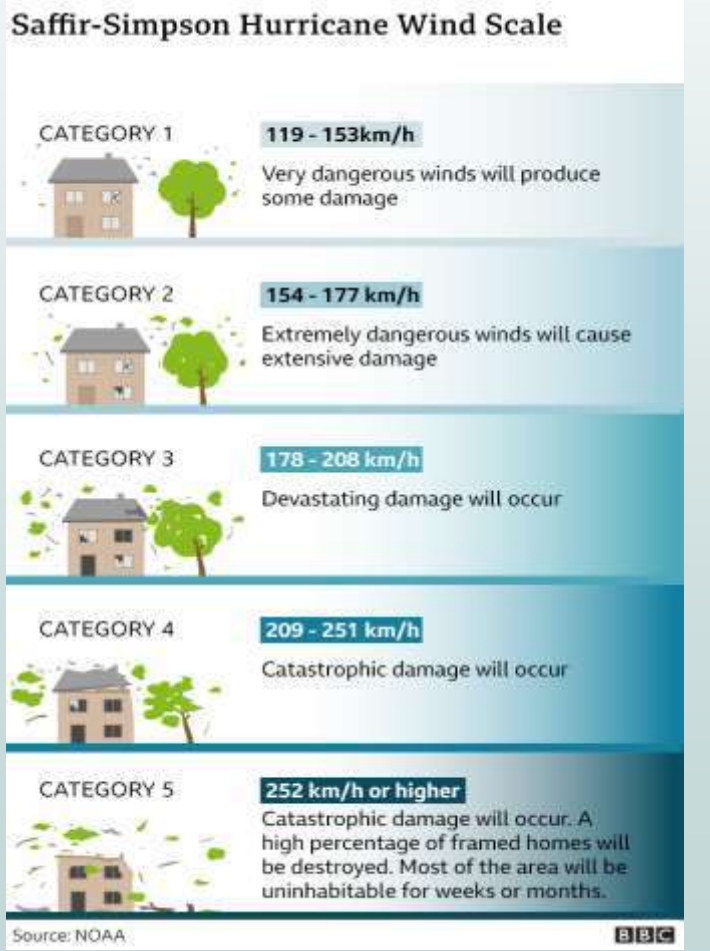 Saffir-Simpson Hurricane Wind Scale
CATEGORY 1
119 - 153km/h
Very dangerous winds will produce
some damage
CATEGORY 2
154 - 177 km/h
Extremely dangerous winds will cause
extensive damage
CATEGORY 3
178 - 208 km/h
Devastating damage will occur
CATEGORY 4
209 - 251 km/h
Catastrophic damage will occur
CATEGORY 5
252 km/h or higher
Catastrophic damage will occur. A
high percentage of framed homes will
be destroyed. Most of the area will be
uninhabitable for weeks or months.
Source: NOAA
BBC